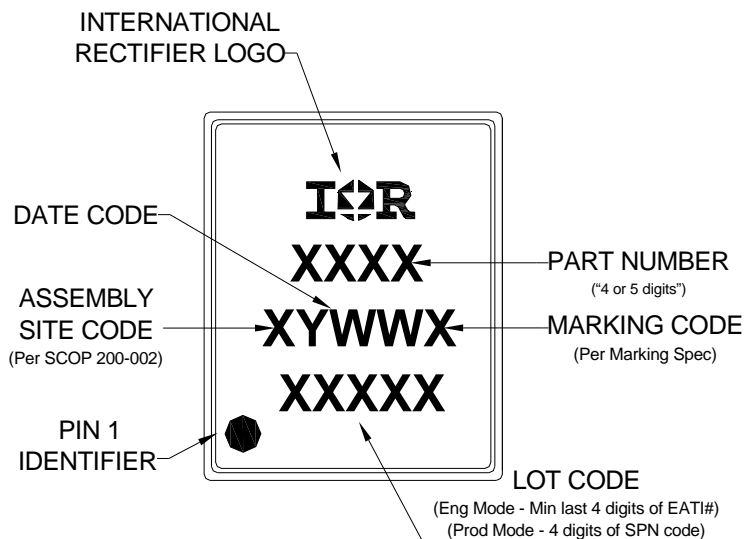 INTERNATIONAL
RECTIFIER LOGO
IOR
DATE CODE
XXXX
PART NUMBER
(“4 or 5 digits”)
ASSEMBLY
SITE CODE
(Per SCOP 200-002)
XYWWX
MARKING CODE
(Per Marking Spec)
XXXXX
PIN 1
IDENTIFIER
LOT CODE
(Eng Mode - Min last 4 digits of EATI#)
(Prod Mode - 4 digits of SPN code)